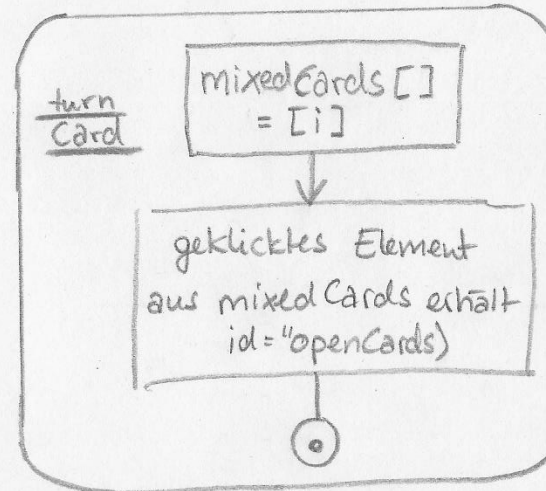 turn
Card
mixedCards []
= [i]
geklicktes Element
aus mixedCards erhält
id="openCards)